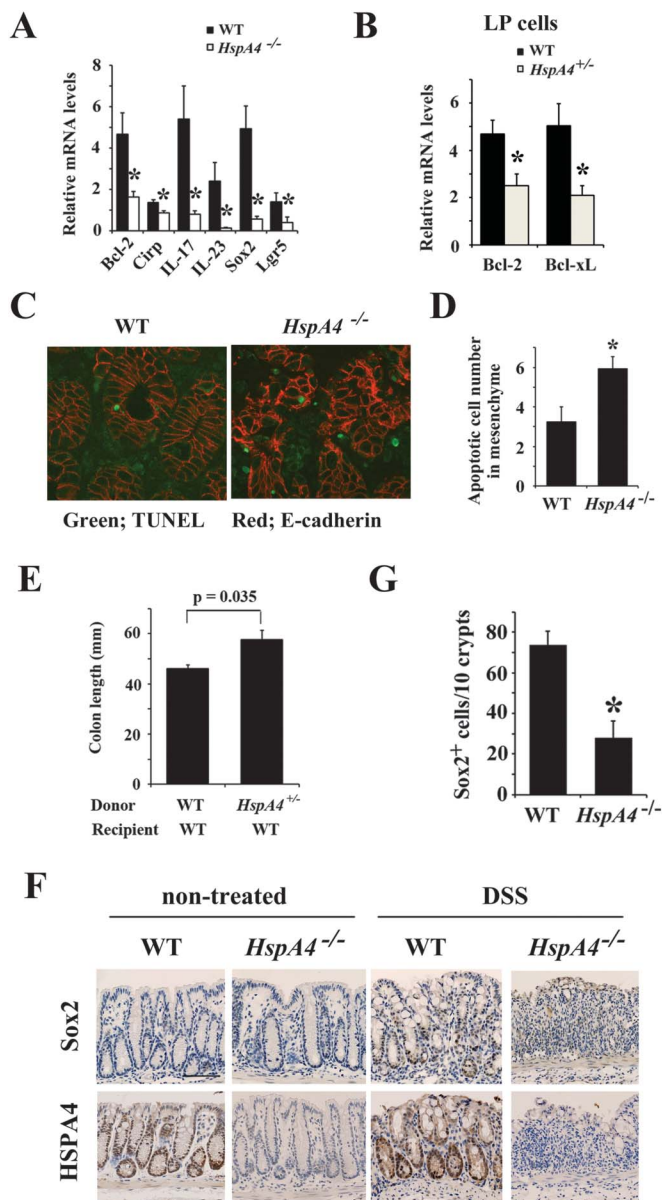 A
WT
HspA4 -/-
Relative mRNA levels
8
6
4
2
0
* * * * * *
Bcl-2 Cirp IL-17 IL-23 Sox2 Lgr5
B
LP cells
WT
HspA4+/-
Relative mRNA levels
6
4
2
0
* *
Bcl-2 Bcl-xL
C
WT HspA4 -/-
Green; TUNEL Red; E-cadherin
D
Apoptotic cell number
in mesenchyme
6
4
2
0
*
WT HspA4-/-
E
p = 0.035
Colon length (mm)
60
40
20
0
Donor WT HspA4+/-
Recipient WT WT
G
Sox2+ cells/10 crypts
80
60
40
20
0
*
WT HspA4-/-
F
non-treated DSS
WT HspA4-/- WT HspA4-/-
Sox2
HSPA4